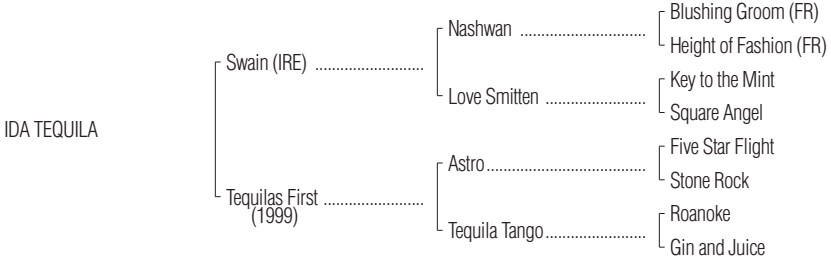 Blushing Groom (FR)
Nashwan
Height of Fashion (FR)
Swain (IRE)
Key to the Mint
Love Smitten
Square Angel
IDA TEQUILA
Five Star Flight
Astro
Stone Rock
Tequilas First
(1999)
Roanoke
Tequila Tango
Gin and Juice